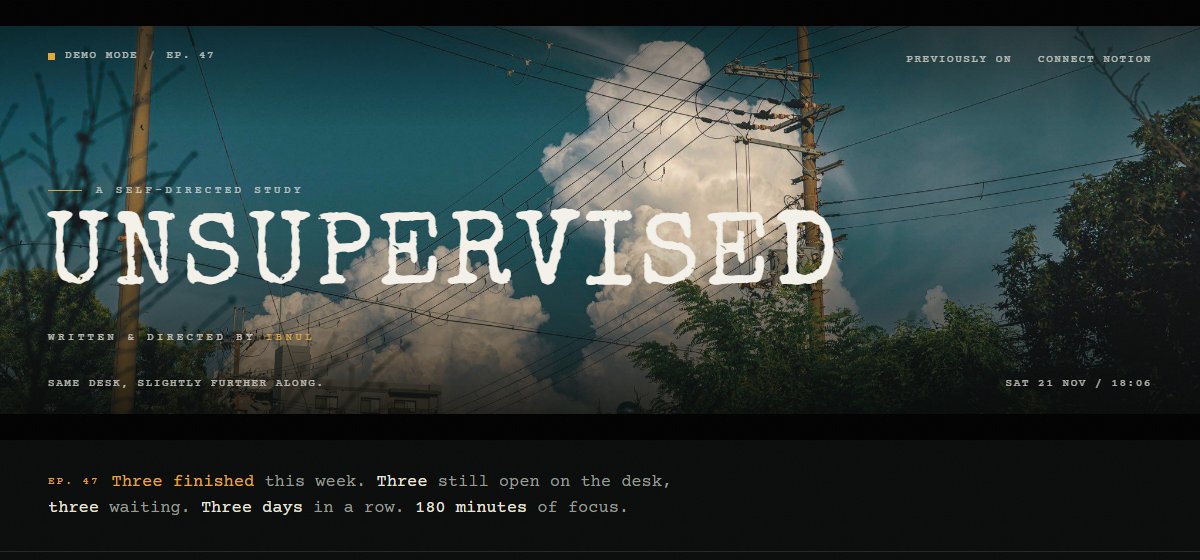 DEMO MODE / EP. 47
PREVIOUSLY ON CONNECT NOTION
A SELF-DIRECTED STUDY
UNSUPERVISED
WRITTEN & DIRECTED BY IBNUL
SAME DESK, SLIGHTLY FURTHER ALONG.
SAT 21 NOV / 18:06
EP. 47 Three finished this week. Three still open on the desk,
three waiting. Three days in a row. 180 minutes of focus.